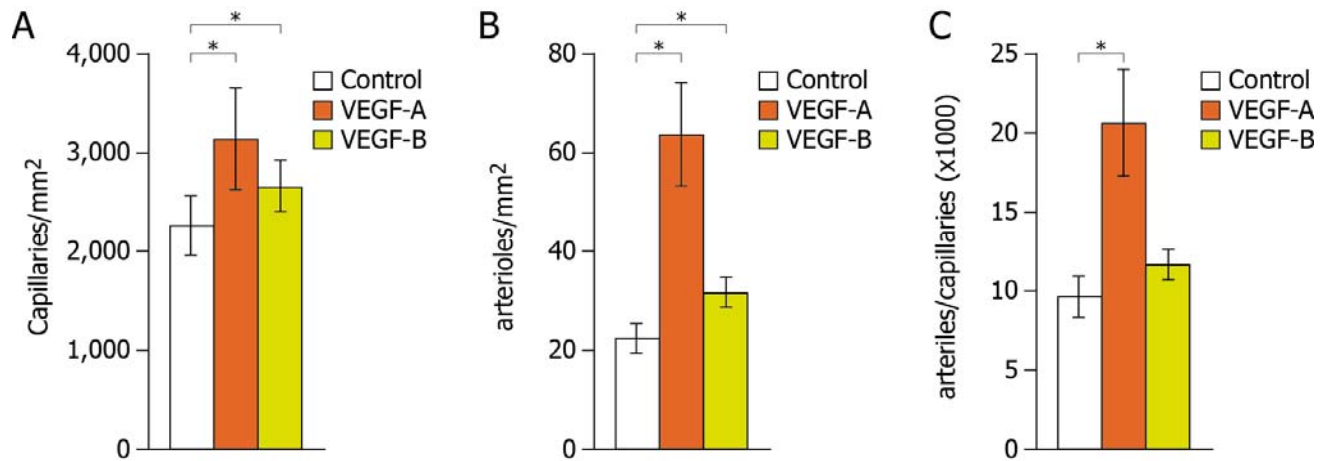 A
*
*
4,000
3,000
2,000
1,000
0
Capillaries/mm²
Control
VEGF-A
VEGF-B
B
*
*
80
60
40
20
0
arterioles/mm²
Control
VEGF-A
VEGF-B
C
*
25
20
15
10
5
0
arteriles/capillaries (x1000)
Control
VEGF-A
VEGF-B